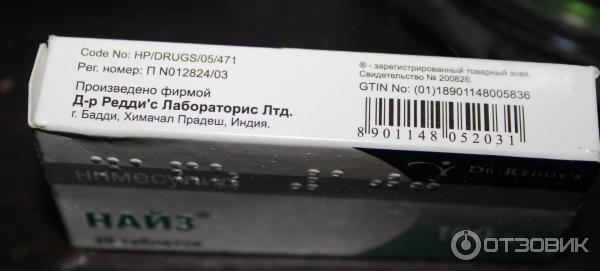 Code No: HP/DRUGS/05/471
Рег. номер: П N012824/03
Произведено фирмой
Д-р Редди'с Лабораторис Лтд.
г. Бадди, Химачал Прадеш, Индия.
® - зарегистрированный товарный знак.
Свидетельство № 200826.
GTIN No: (01)18901148005836
8 901148 052031
нимесулид
DR. REDDY'S
НАЙЗ®
20 таблеток
ОТЗОВИК